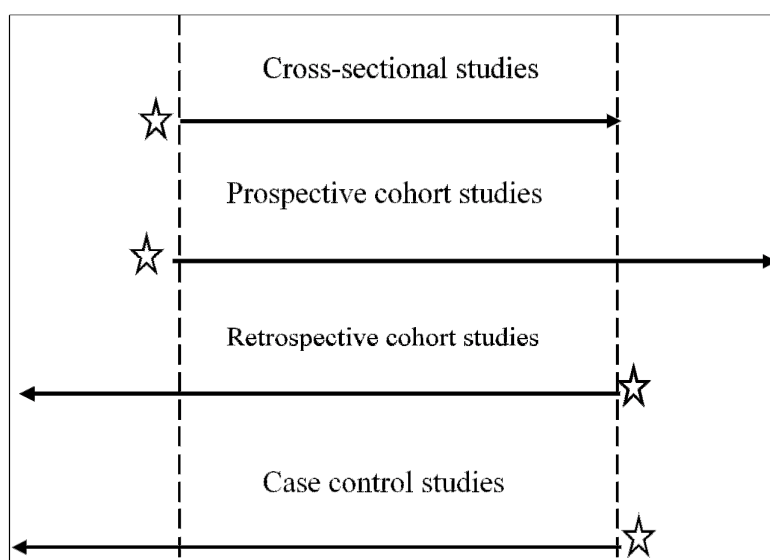 Cross-sectional studies
Prospective cohort studies
Retrospective cohort studies
Case control studies